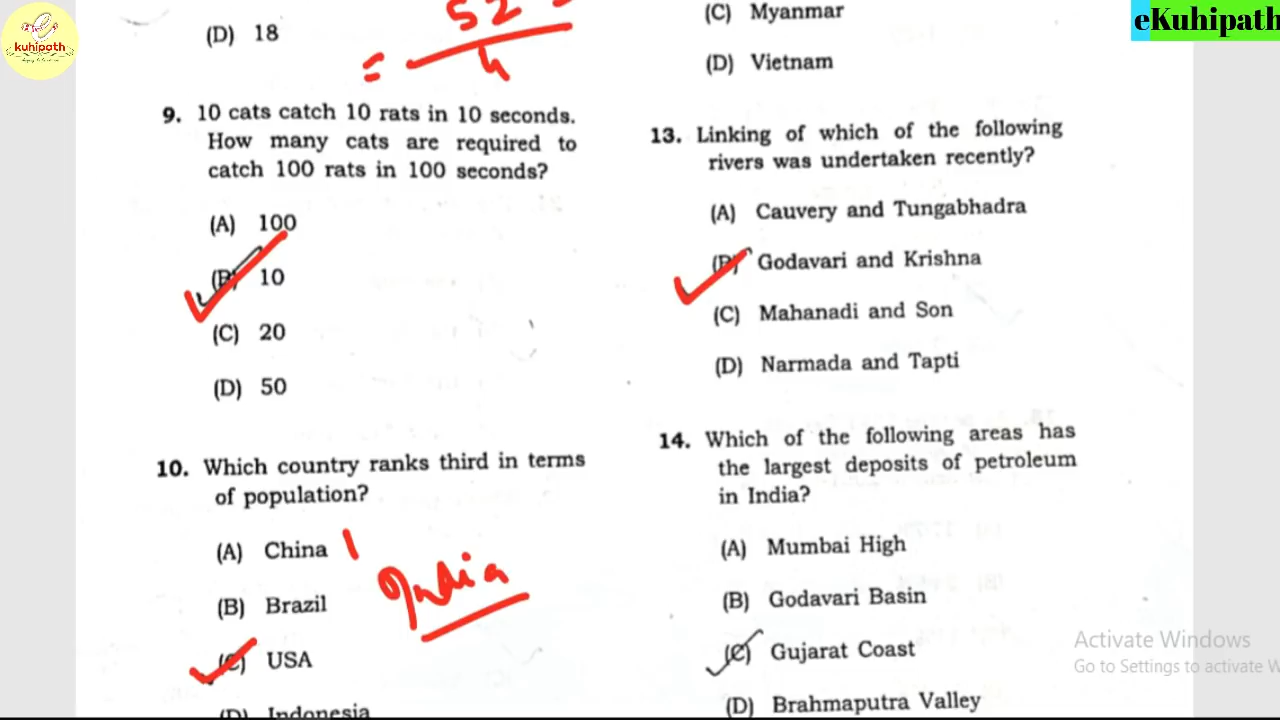 kuhipath
eKuhipath
(D) 18
52
= 4
9. 10 cats catch 10 rats in 10 seconds.
How many cats are required to
catch 100 rats in 100 seconds?
(A) 100
(B) 10
(C) 20
(D) 50
10. Which country ranks third in terms
of population?
(A) China 1
India
(B) Brazil
(C) USA
(D) Indonesia
(C) Myanmar
(D) Vietnam
13. Linking of which of the following
rivers was undertaken recently?
(A) Cauvery and Tungabhadra
(B) Godavari and Krishna
(C) Mahanadi and Son
(D) Narmada and Tapti
14. Which of the following areas has
the largest deposits of petroleum
in India?
(A) Mumbai High
(B) Godavari Basin
(C) Gujarat Coast
(D) Brahmaputra Valley
Activate Windows
Go to Settings to activate W